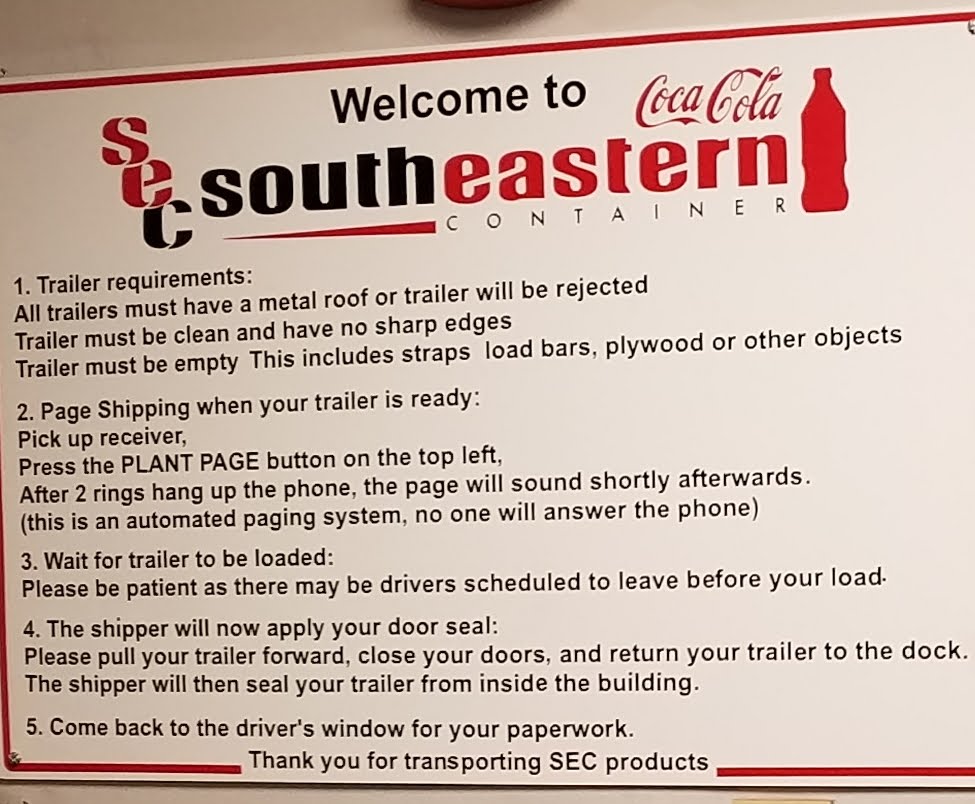 Welcome to
Coca Cola
sec southeastern
CONTAINER
1. Trailer requirements:
All trailers must have a metal roof or trailer will be rejected
Trailer must be clean and have no sharp edges
Trailer must be empty This includes straps load bars, plywood or other objects
2. Page Shipping when your trailer is ready:
Pick up receiver,
Press the PLANT PAGE button on the top left,
After 2 rings hang up the phone, the page will sound shortly afterwards.
(this is an automated paging system, no one will answer the phone)
3. Wait for trailer to be loaded:
Please be patient as there may be drivers scheduled to leave before your load.
4. The shipper will now apply your door seal:
Please pull your trailer forward, close your doors, and return your trailer to the dock.
The shipper will then seal your trailer from inside the building.
5. Come back to the driver's window for your paperwork.
Thank you for transporting SEC products